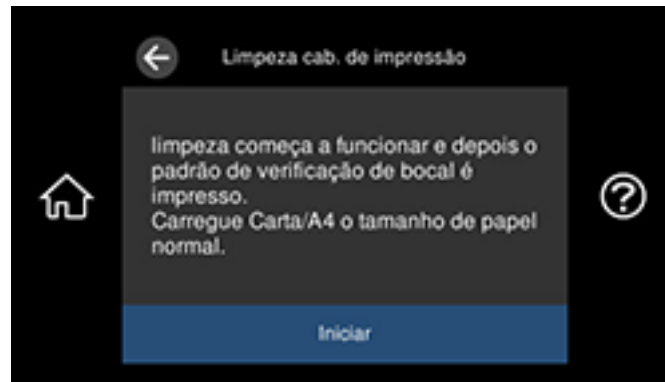 Limpeza cab. de impressão
limpeza começa a funcionar e depois o
padrão de verificação de bocal é
impresso.
Carregue Carta/A4 o tamanho de papel
normal.
Iniciar